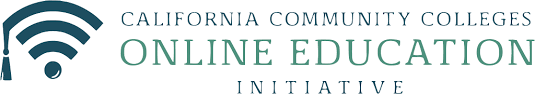 CALIFORNIA COMMUNITY COLLEGES
ONLINE EDUCATION
INITIATIVE